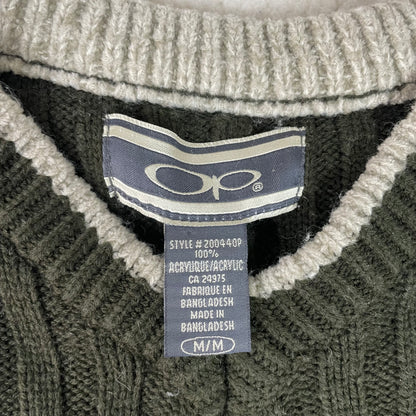 Op®
STYLE # 200440P
100%
ACRYLIQUE/ACRYLIC
CA 24975
FABRIQUE EN
BANGLADESH
MADE IN
BANGLADESH
M/M